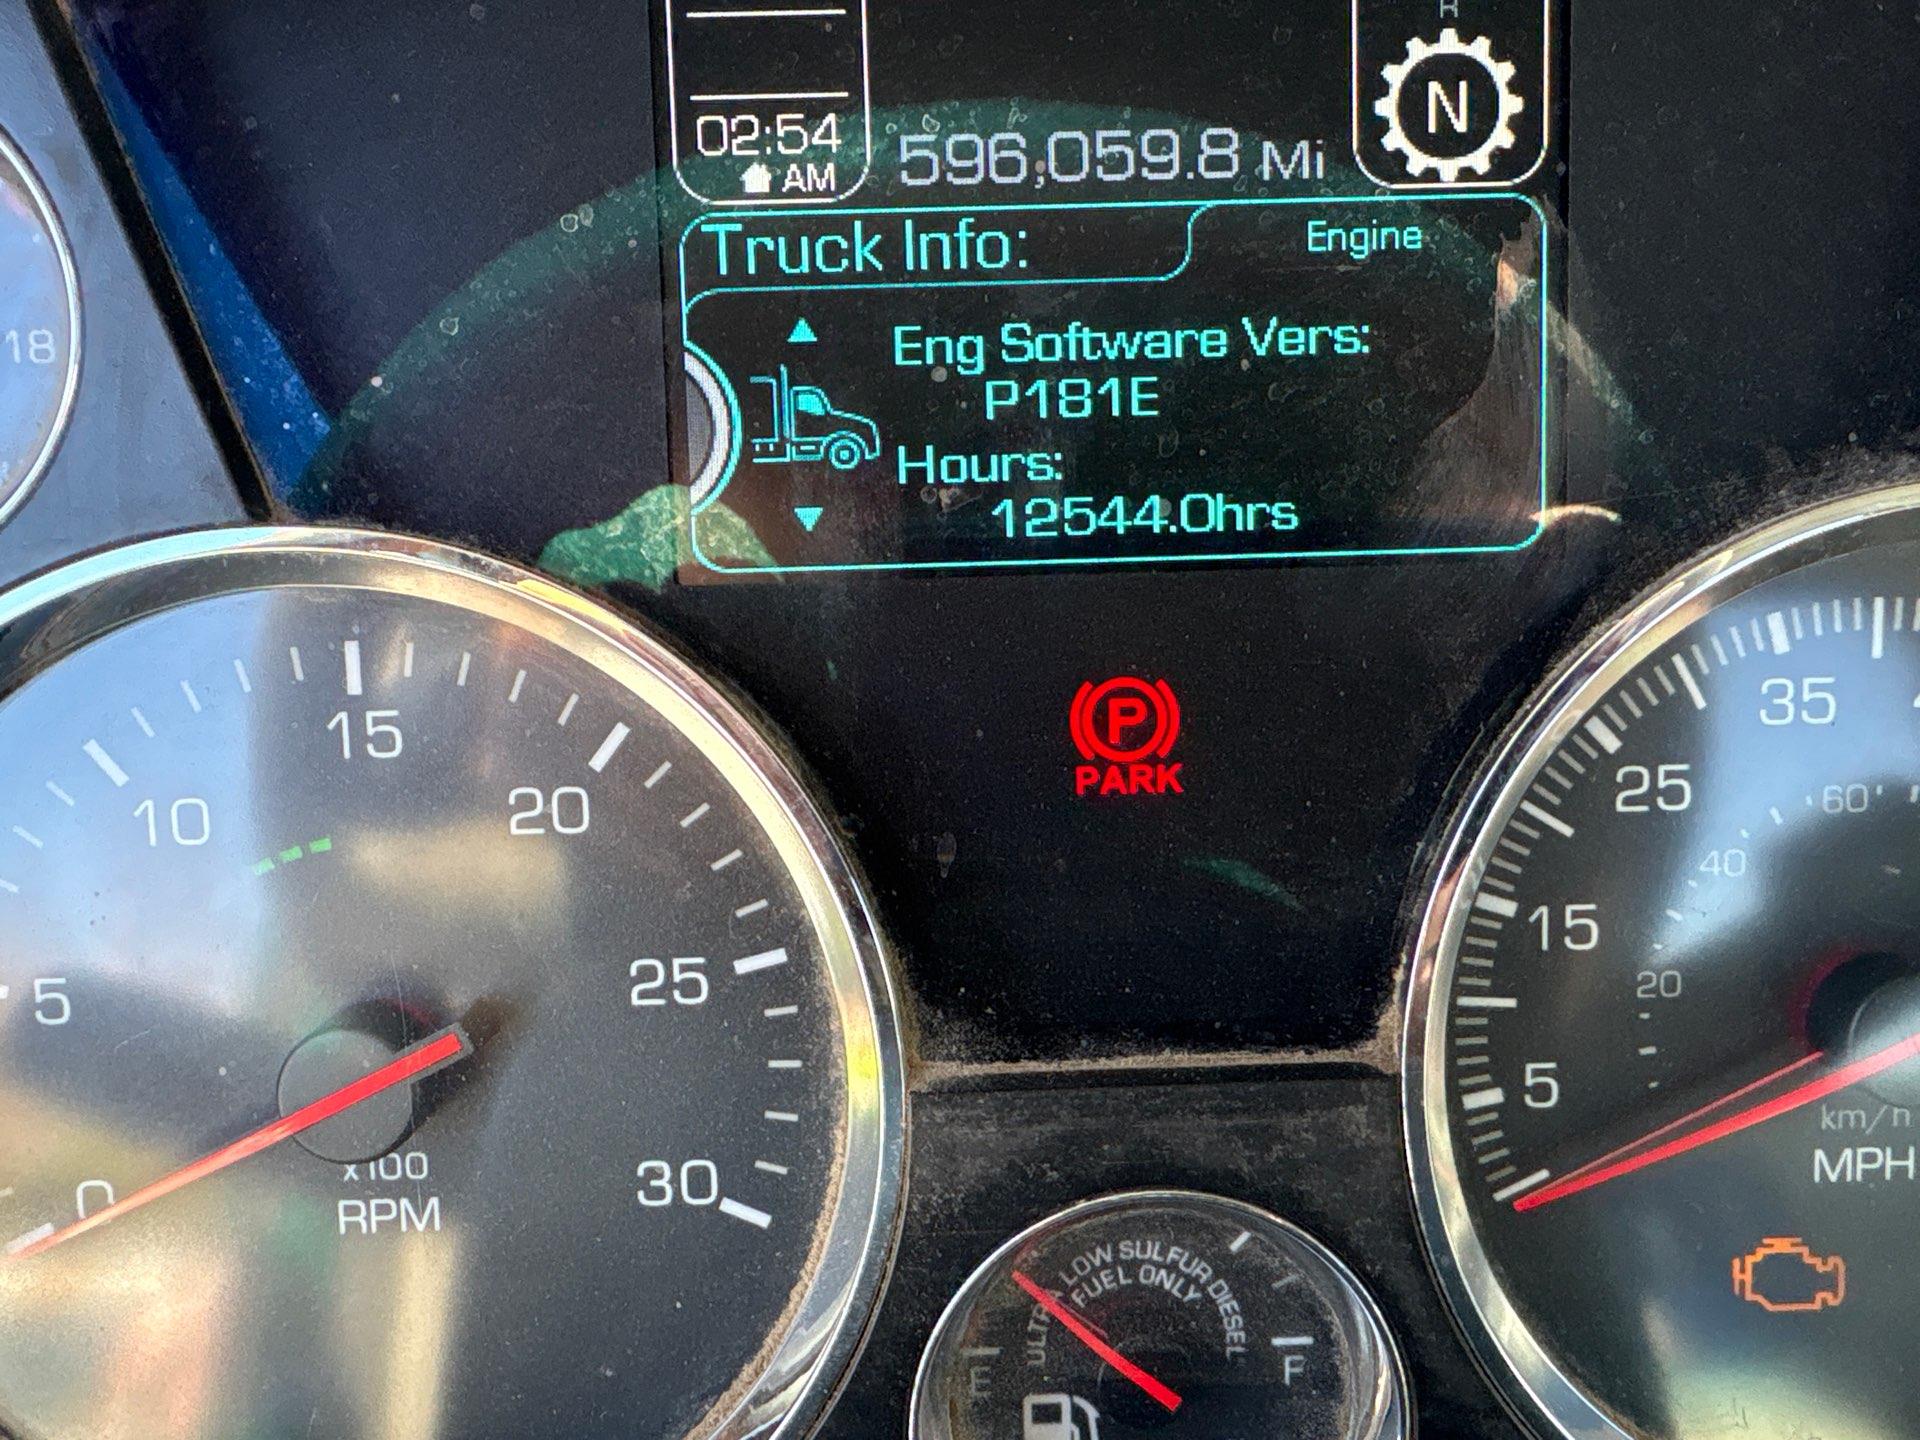 R
N
02:54
AM
596,059.8 Mi
Truck Info:
Engine
Eng Software Vers:
P181E
Hours:
12544.0hrs
18
P
PARK
0
5
10
15
20
25
30
x100
RPM
5
15
25
35
20
40
60
km/h
MPH
ULTRA LOW SULFUR DIESEL
FUEL ONLY
E
F